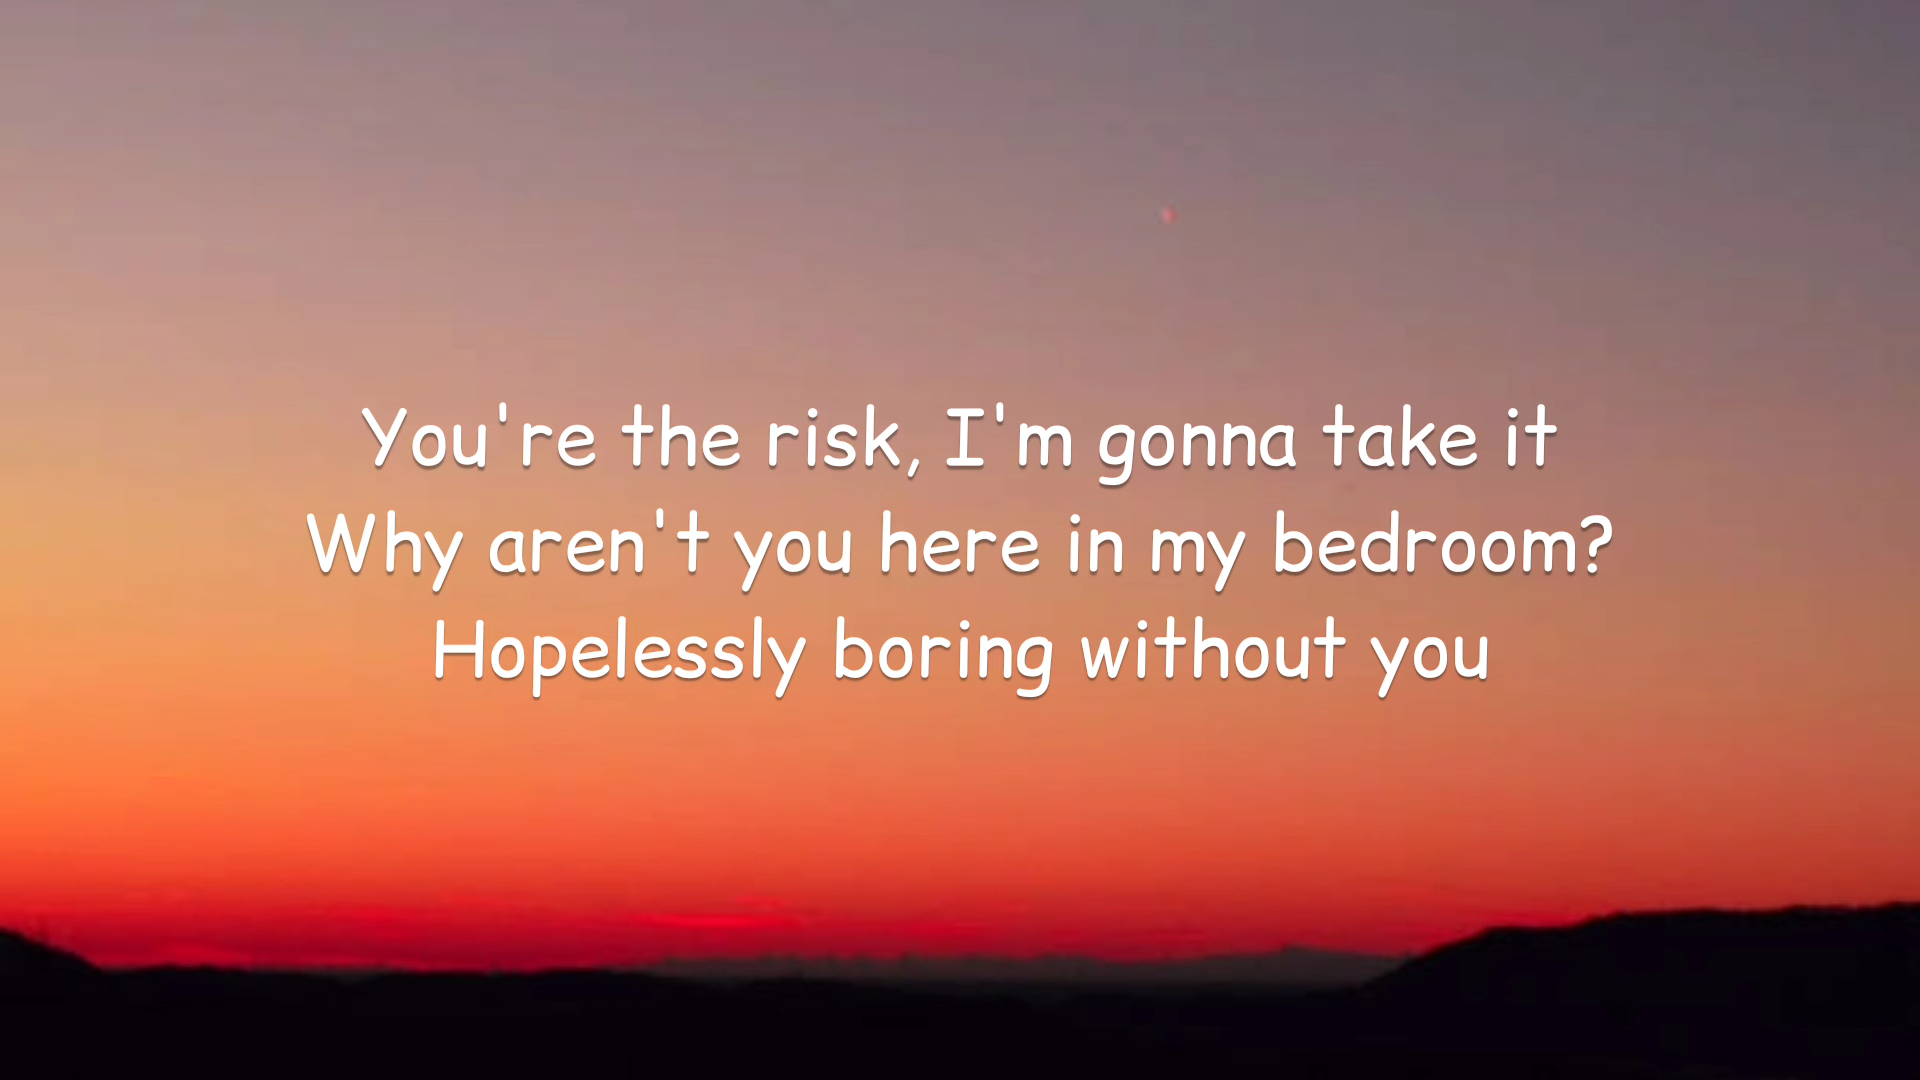 You're the risk, I'm gonna take it
Why aren't you here in my bedroom?
Hopelessly boring without you